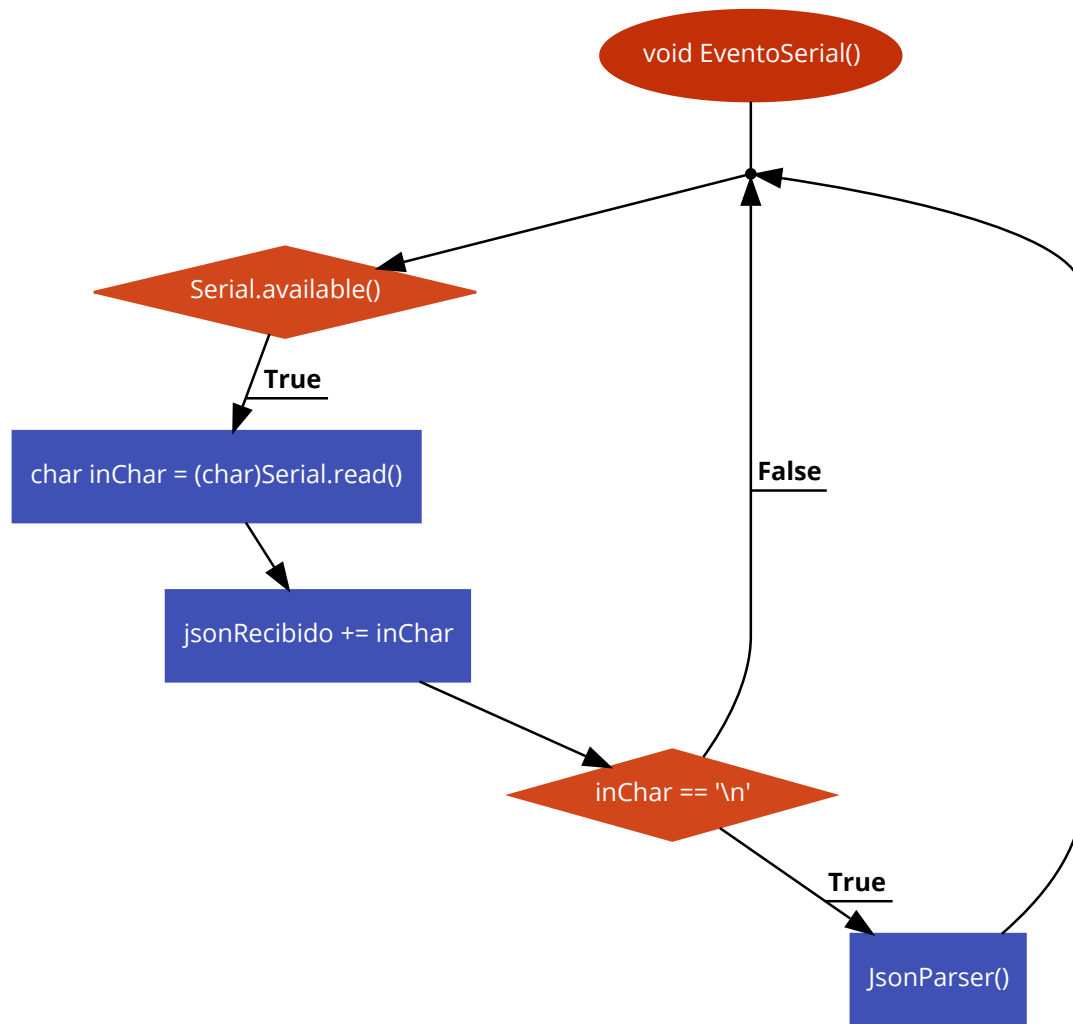 void EventoSerial()
Serial.available()
True
char inChar = (char)Serial.read()
False
jsonRecibido += inChar
inChar == '\n'
True
JsonParser()